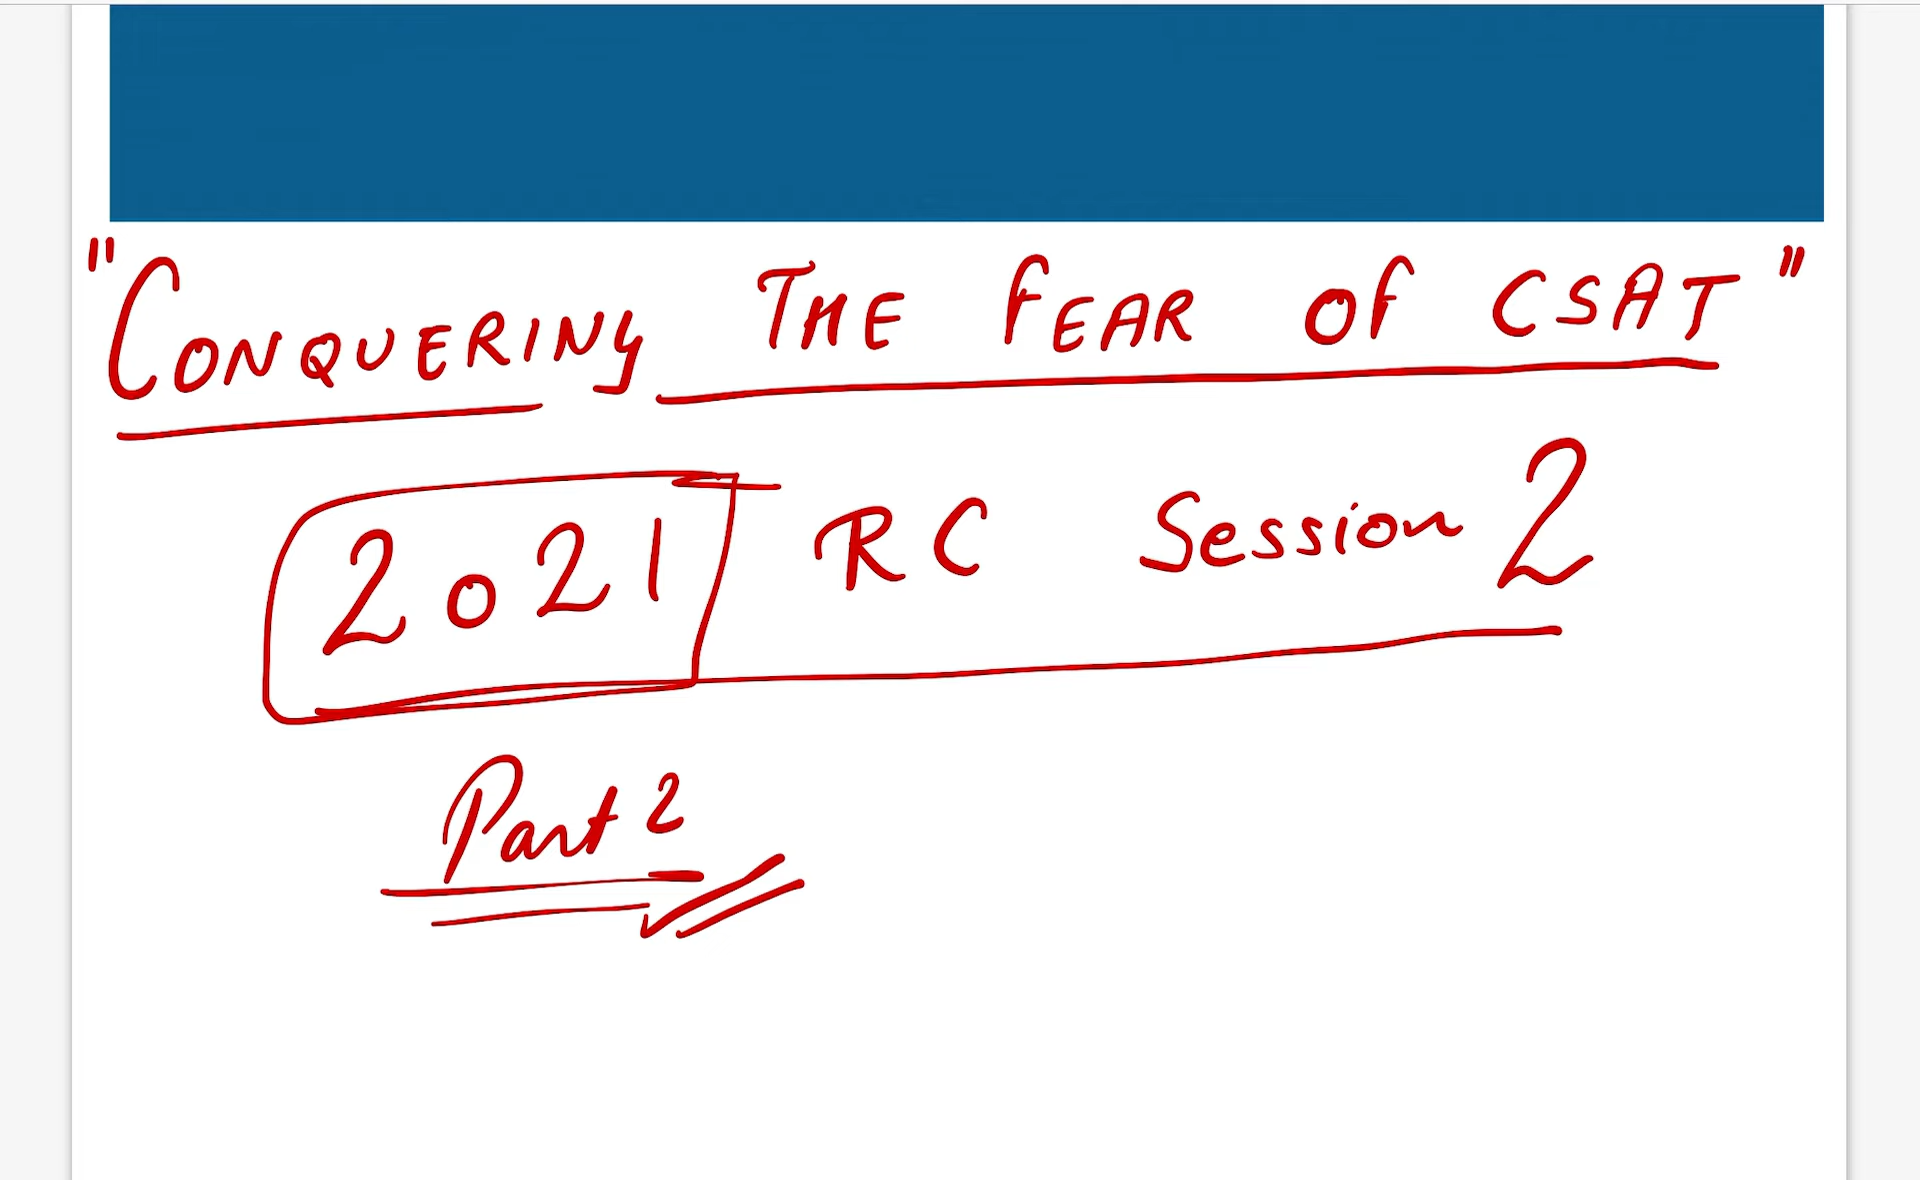 "CONQUERING THE FEAR OF CSAT"
2021 RC Session 2
Part 2